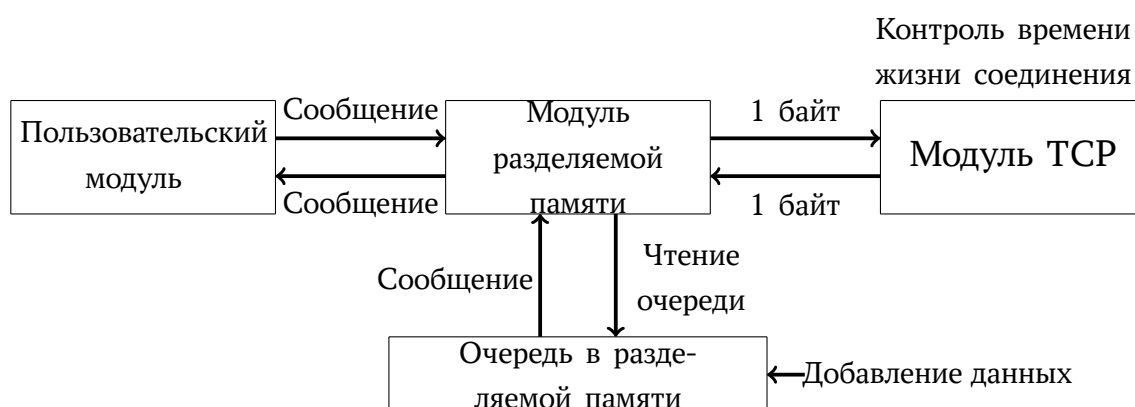 Контроль времени
жизни соединения
Пользовательский
модуль
Сообщение
Сообщение
Модуль
разделяемой
памяти
1 байт
1 байт
Модуль TCP
Сообщение
Чтение
очереди
Очередь в разде-
ляемой памяти
Добавление данных